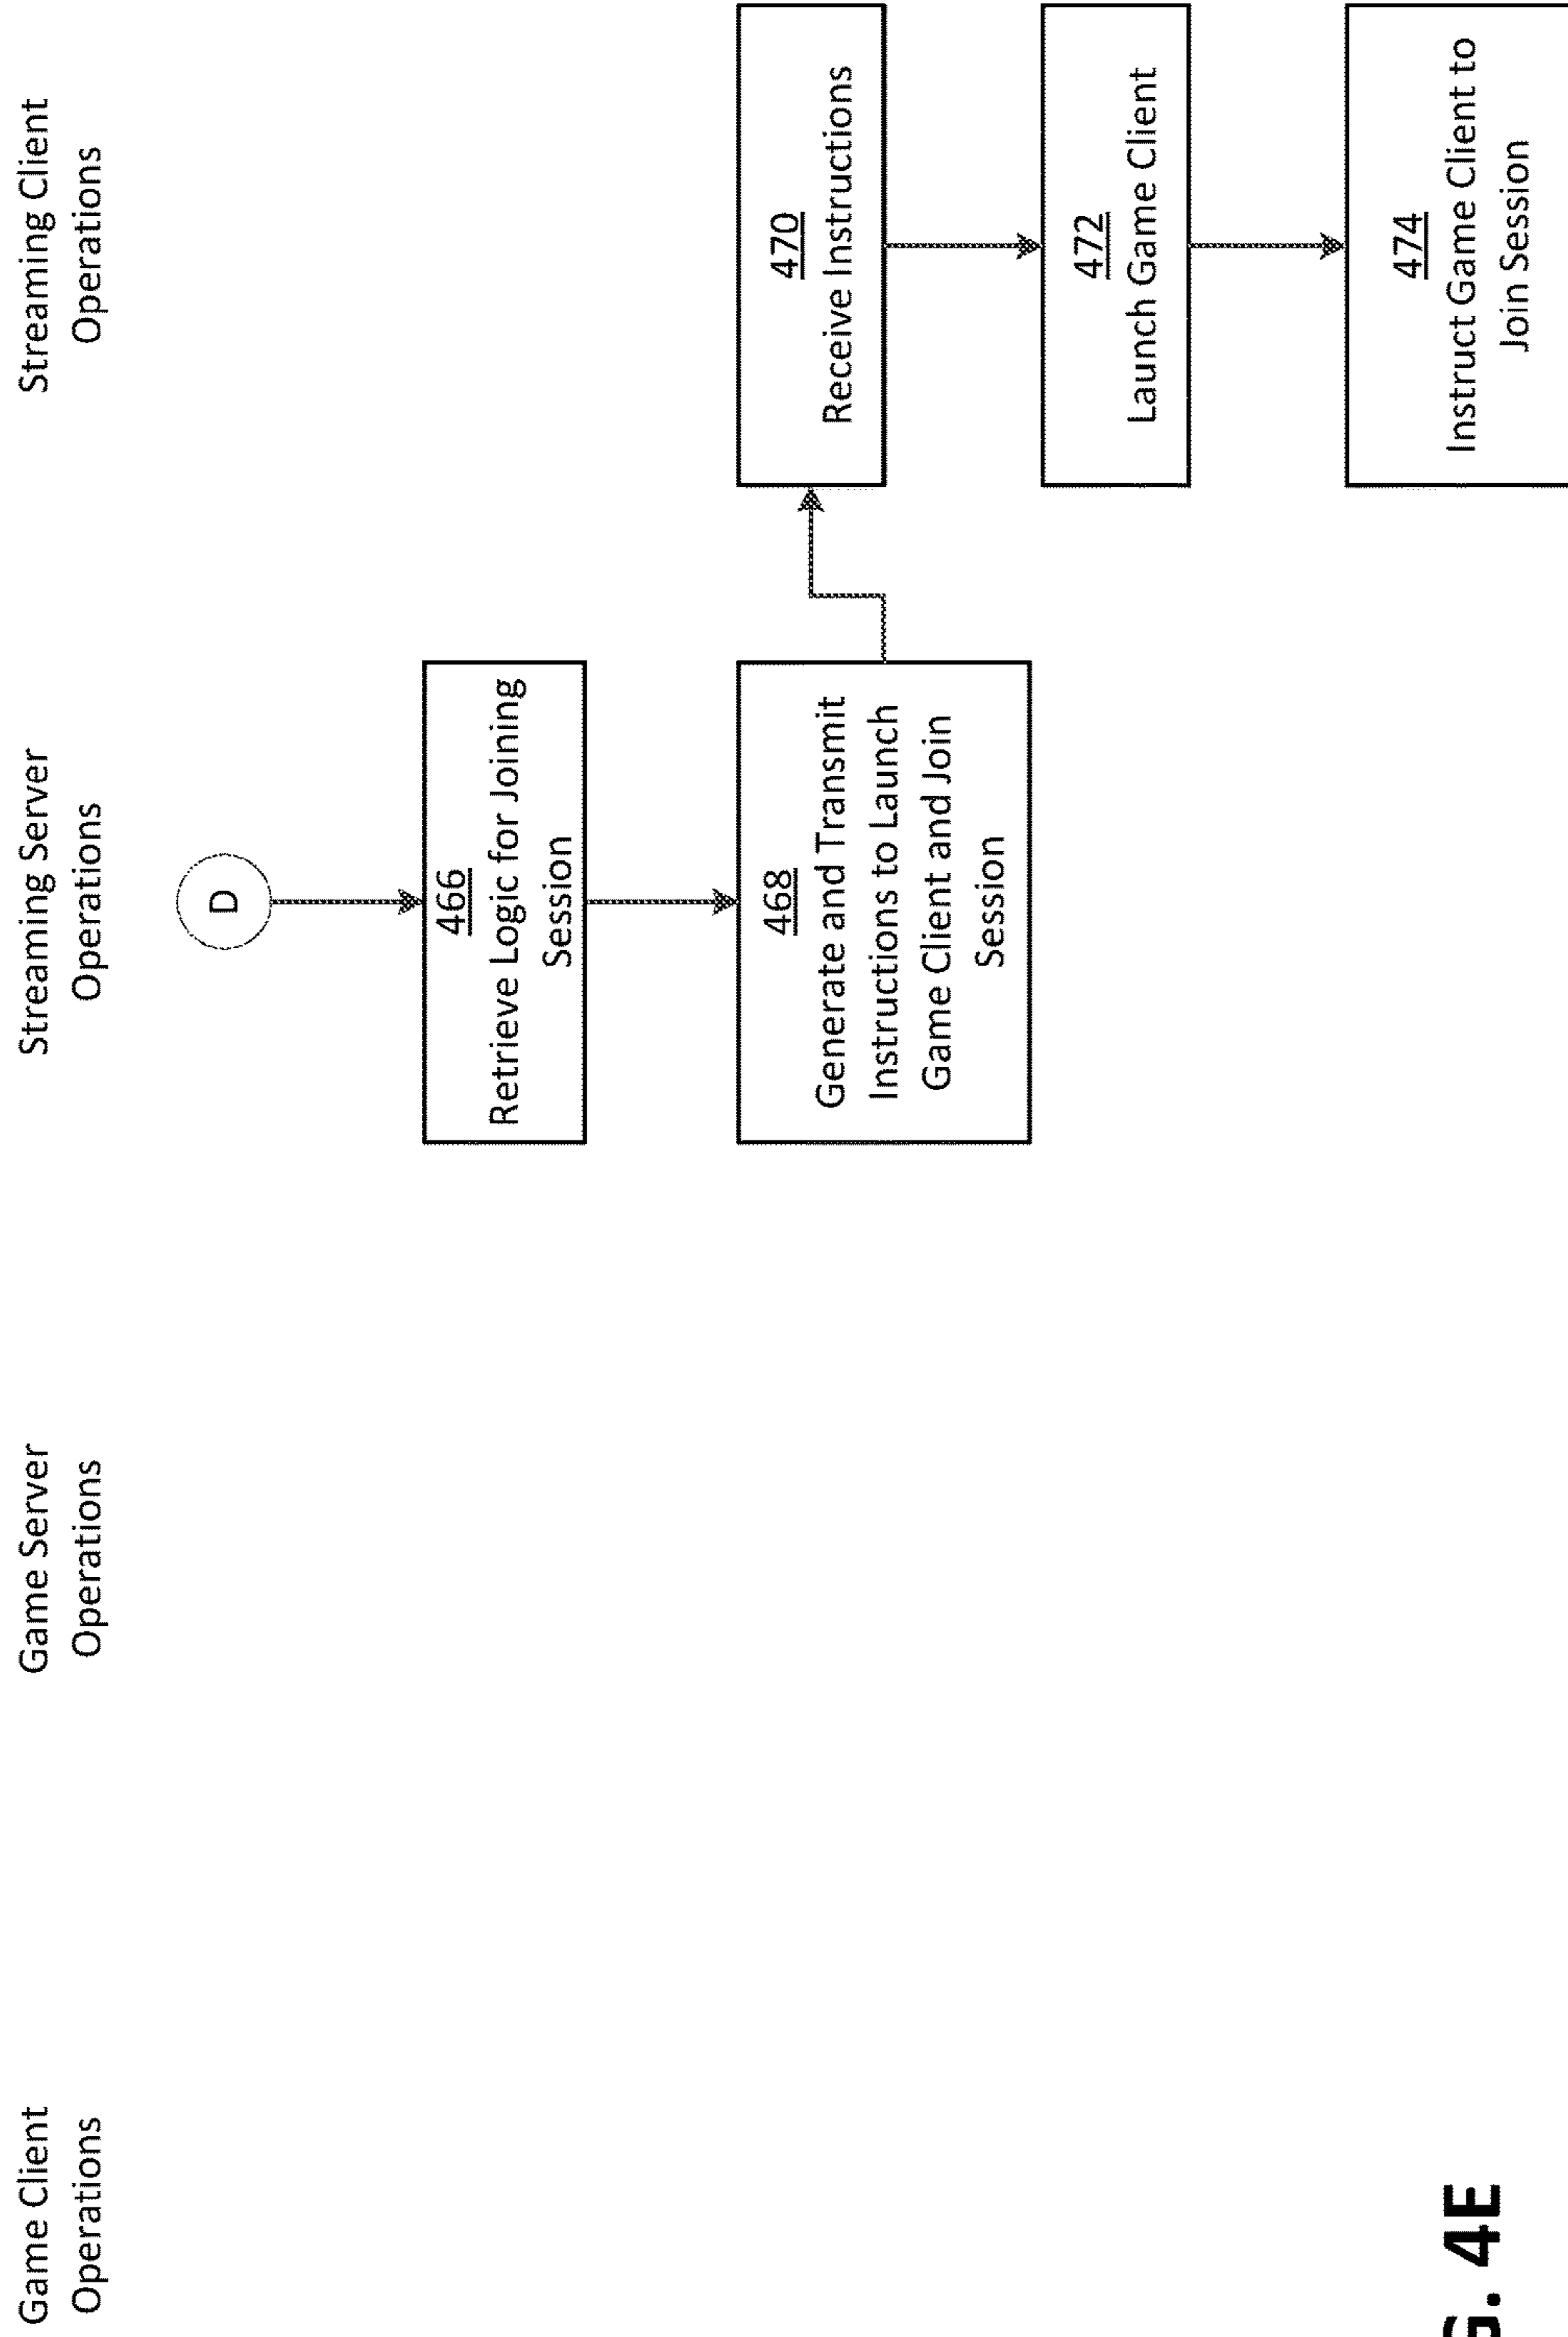 Game Client
Operations
Game Server
Operations
Streaming Server
Operations
Streaming Client
Operations
D
466
Retrieve Logic for Joining
Session
468
Generate and Transmit
Instructions to Launch
Game Client and Join
Session
470
Receive Instructions
472
Launch Game Client
474
Instruct Game Client to
Join Session
G. 4E